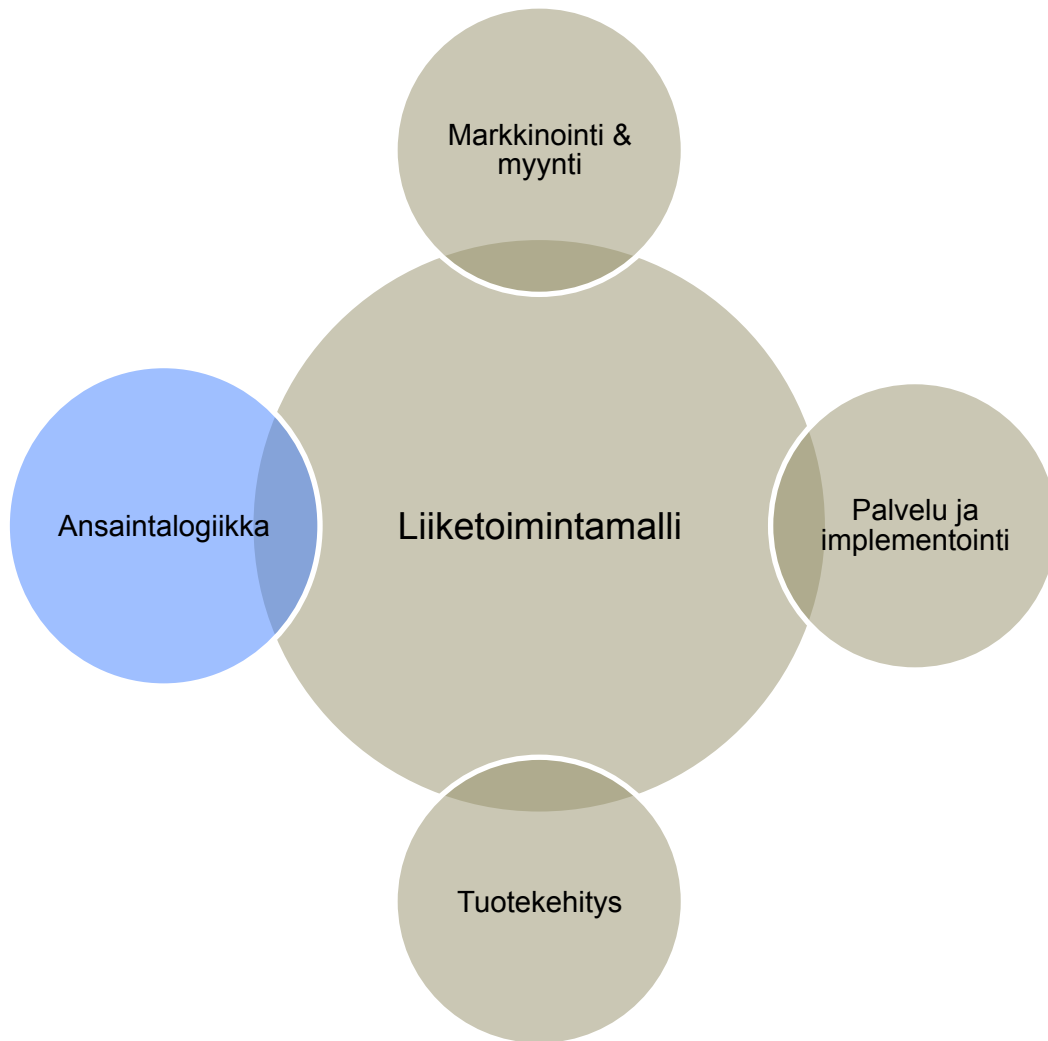 Markkinointi &
myynti
Ansaintalogiikka
Liiketoimintamalli
Palvelu ja
implementointi
Tuotekehitys